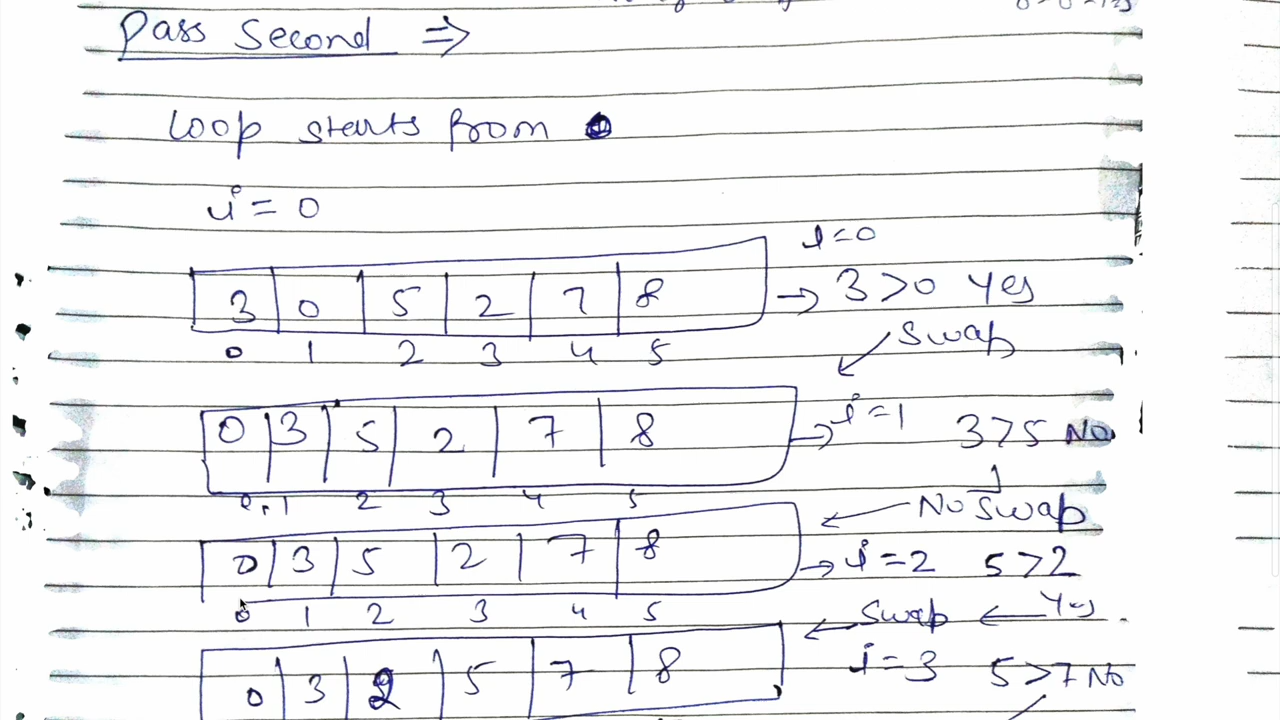 Pass Second ⇒
Loop starts from
i = 0
i=0
3 0 5 2 7 8 → 3 > 0 Yes
0 1 2 3 4 5
Swap
0 3 5 2 7 8 → i=1 3 > 5 No
0 1 2 3 4 5
No Swap
0 3 5 2 7 8 → i=2 5 > 2
0 1 2 3 4 5
Swap ← Yes
0 3 2 5 7 8 i=3 5 > 7 No